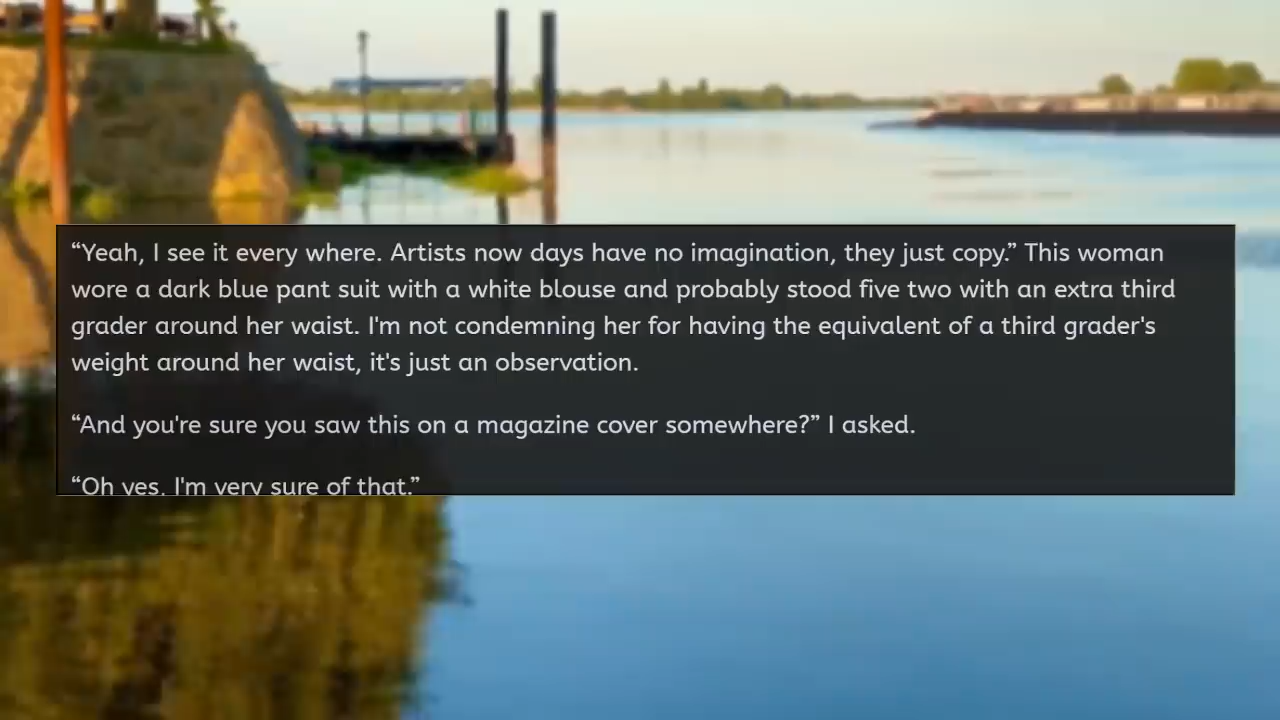 “Yeah, I see it every where. Artists now days have no imagination, they just copy.” This woman
wore a dark blue pant suit with a white blouse and probably stood five two with an extra third
grader around her waist. I'm not condemning her for having the equivalent of a third grader's
weight around her waist, it's just an observation.
“And you're sure you saw this on a magazine cover somewhere?” I asked.
“Oh yes, I'm very sure of that.”